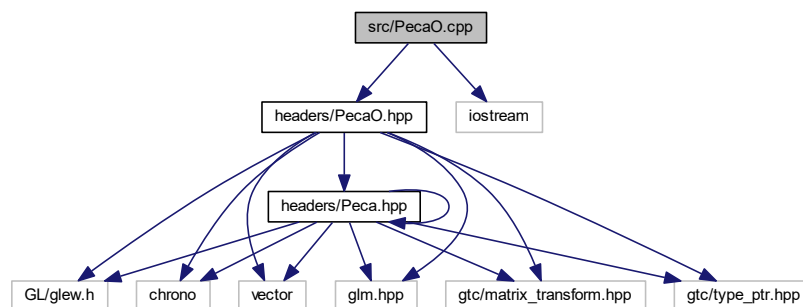 src/PecaO.cpp
headers/PecaO.hpp
iostream
headers/Peca.hpp
GL/glew.h
chrono
vector
glm.hpp
gtc/matrix_transform.hpp
gtc/type_ptr.hpp